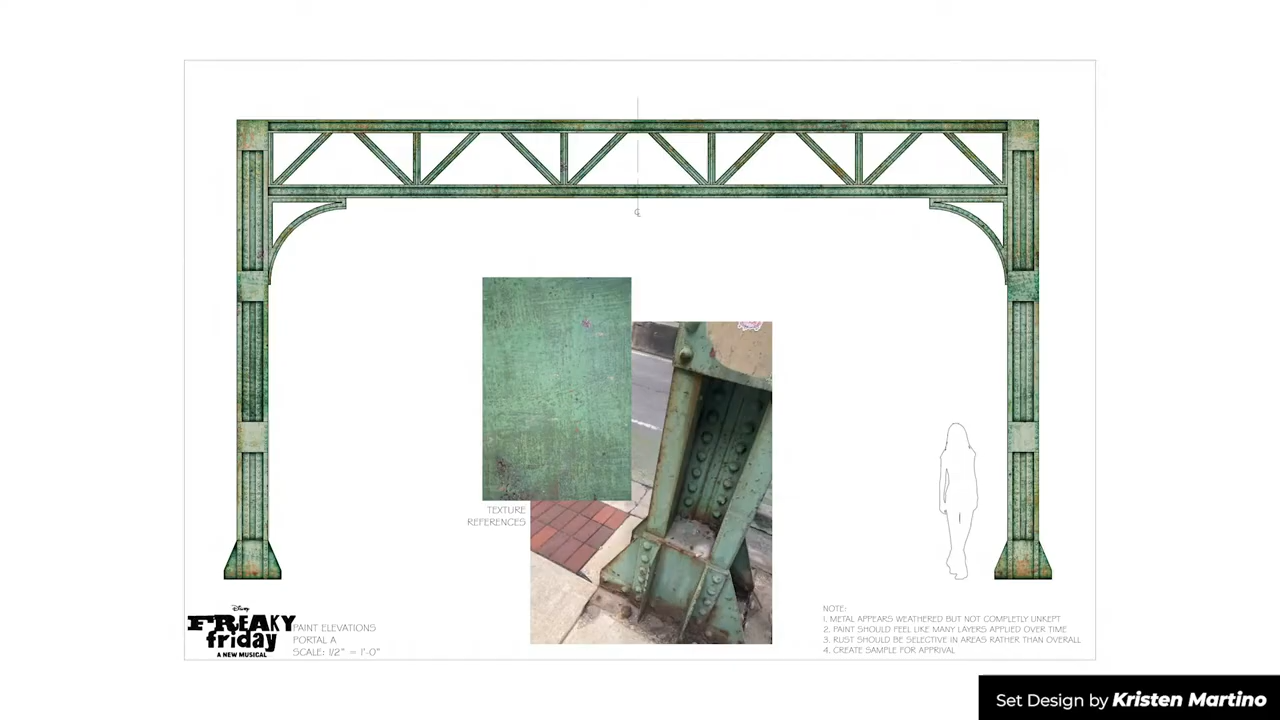 ℄
TEXTURE
REFERENCES
Disney
FREAKY
friday
A NEW MUSICAL
PAINT ELEVATIONS
PORTAL A
SCALE: 1/2" = 1'-0"
NOTE:
1. METAL APPEARS WEATHERED BUT NOT COMPLETLY UNKEPT
2. PAINT SHOULD FEEL LIKE MANY LAYERS APPLIED OVER TIME
3. RUST SHOULD BE SELECTIVE IN AREAS RATHER THAN OVERALL
4. CREATE SAMPLE FOR APPRIVAL
Set Design by Kristen Martino